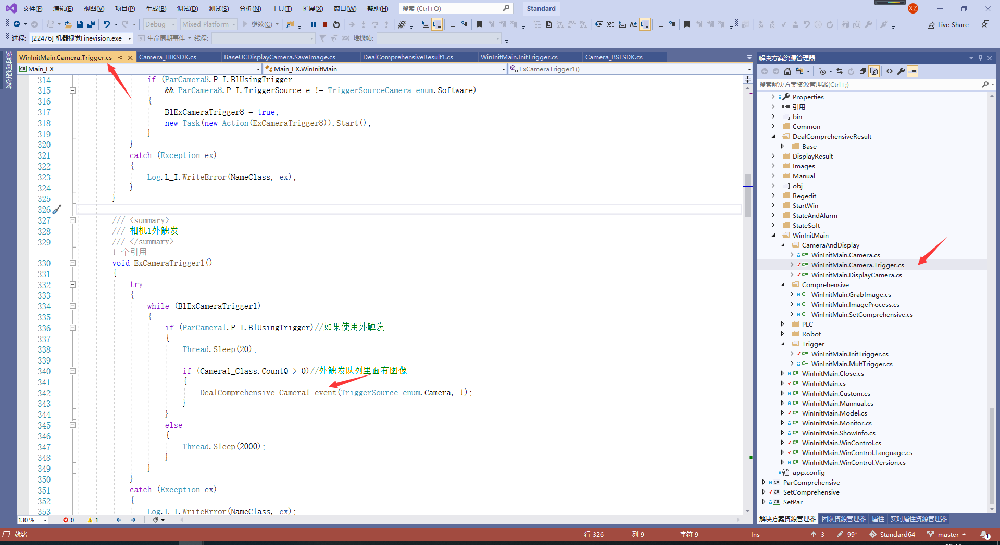 文件(F) 编辑(E) 视图(V) 项目(P) 生成(B) 调试(D) 测试(S) 分析(N) 工具(T) 扩展(X) 窗口(W) 帮助(H) 搜索 (Ctrl+Q) Standard XZ
Debug Mixed Platform 继续(C) Live Share
进程: [22476] 机器视觉Finevision.exe 生命周期事件 线程: 堆栈帧:
实时可视化树
WinInitMain.Camera.Trigger.cs Camera_HIKSDK.cs BaseUCDisplayCamera.SaveImage.cs DealComprehensiveResult1.cs WinInitMain.InitTrigger.cs Camera_BSLSDK.cs
Main_EX Main_EX.WinInitMain ExCameraTrigger1()
314 if (ParCamera8.P_I.BlUsingTrigger
315 && ParCamera8.P_I.TriggerSource_e != TriggerSourceCamera_enum.Software)
316 {
317 BlExCameraTrigger8 = true;
318 new Task(new Action(ExCameraTrigger8)).Start();
319 }
320 }
321 catch (Exception ex)
322 {
323 Log.L_I.WriteError(NameClass, ex);
324 }
325 }
326
327 /// <summary>
328 /// 相机1外触发
329 /// </summary>
1 个引用
330 void ExCameraTrigger1()
331 {
332 try
333 {
334 while (BlExCameraTrigger1)
335 {
336 if (ParCamera1.P_I.BlUsingTrigger)//如果使用外触发
337 {
338 Thread.Sleep(20);
339
340 if (Camera1_Class.CountQ > 0)//外触发队列里面有图像
341 {
342 DealComprehensive_Camera1_event(TriggerSource_enum.Camera, 1);
343 }
344 }
345 else
346 {
347 Thread.Sleep(2000);
348 }
349 }
350 }
351 catch (Exception ex)
352 {
353 Log.L_I.WriteError(NameClass, ex);
130 % 0 1
解决方案资源管理器
搜索解决方案资源管理器(Ctrl+;)
Properties
引用
bin
Common
DealComprehensiveResult
Base
DisplayResult
Images
Manual
obj
Regedit
StartWin
StateAndAlarm
StateSoft
WinInitMain
CameraAndDisplay
C# WinInitMain.Camera.cs
C# WinInitMain.Camera.Trigger.cs
C# WinInitMain.DisplayCamera.cs
Comprehensive
C# WinInitMain.GrabImage.cs
C# WinInitMain.ImageProcess.cs
C# WinInitMain.SetComprehensive.cs
PLC
Robot
Trigger
C# WinInitMain.InitTrigger.cs
C# WinInitMain.MultTrigger.cs
C# WinInitMain.Close.cs
C# WinInitMain.cs
C# WinInitMain.Custom.cs
C# WinInitMain.Mannual.cs
C# WinInitMain.Model.cs
C# WinInitMain.Monitor.cs
C# WinInitMain.ShowInfo.cs
C# WinInitMain.WinControl.cs
C# WinInitMain.WinControl.Language.cs
C# WinInitMain.WinControl.Version.cs
app.config
C# ParComprehensive
C# SetComprehensive
C# SetPar
解决方案资源管理器 团队资源管理器 属性 实时属性资源管理器
就绪 行 326 列 9 字符 9 Ins 3 99* Standard64 master 1